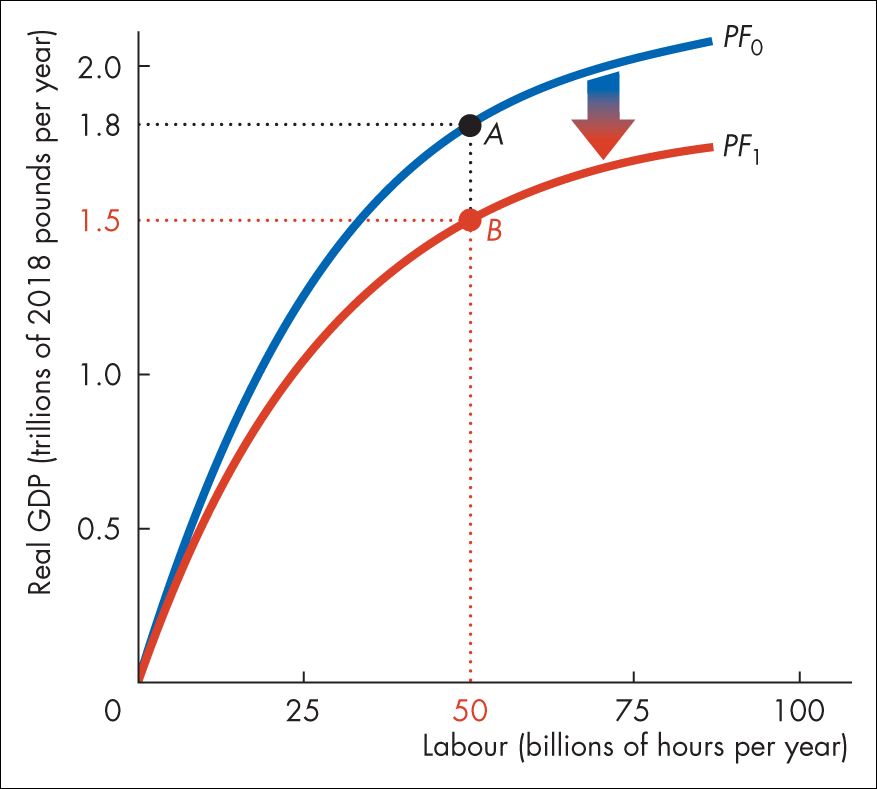 Real GDP (trillions of 2018 pounds per year)
2.0
1.8
1.5
1.0
0.5
0
25
50
75
100
Labour (billions of hours per year)
PF₀
A
PF₁
B